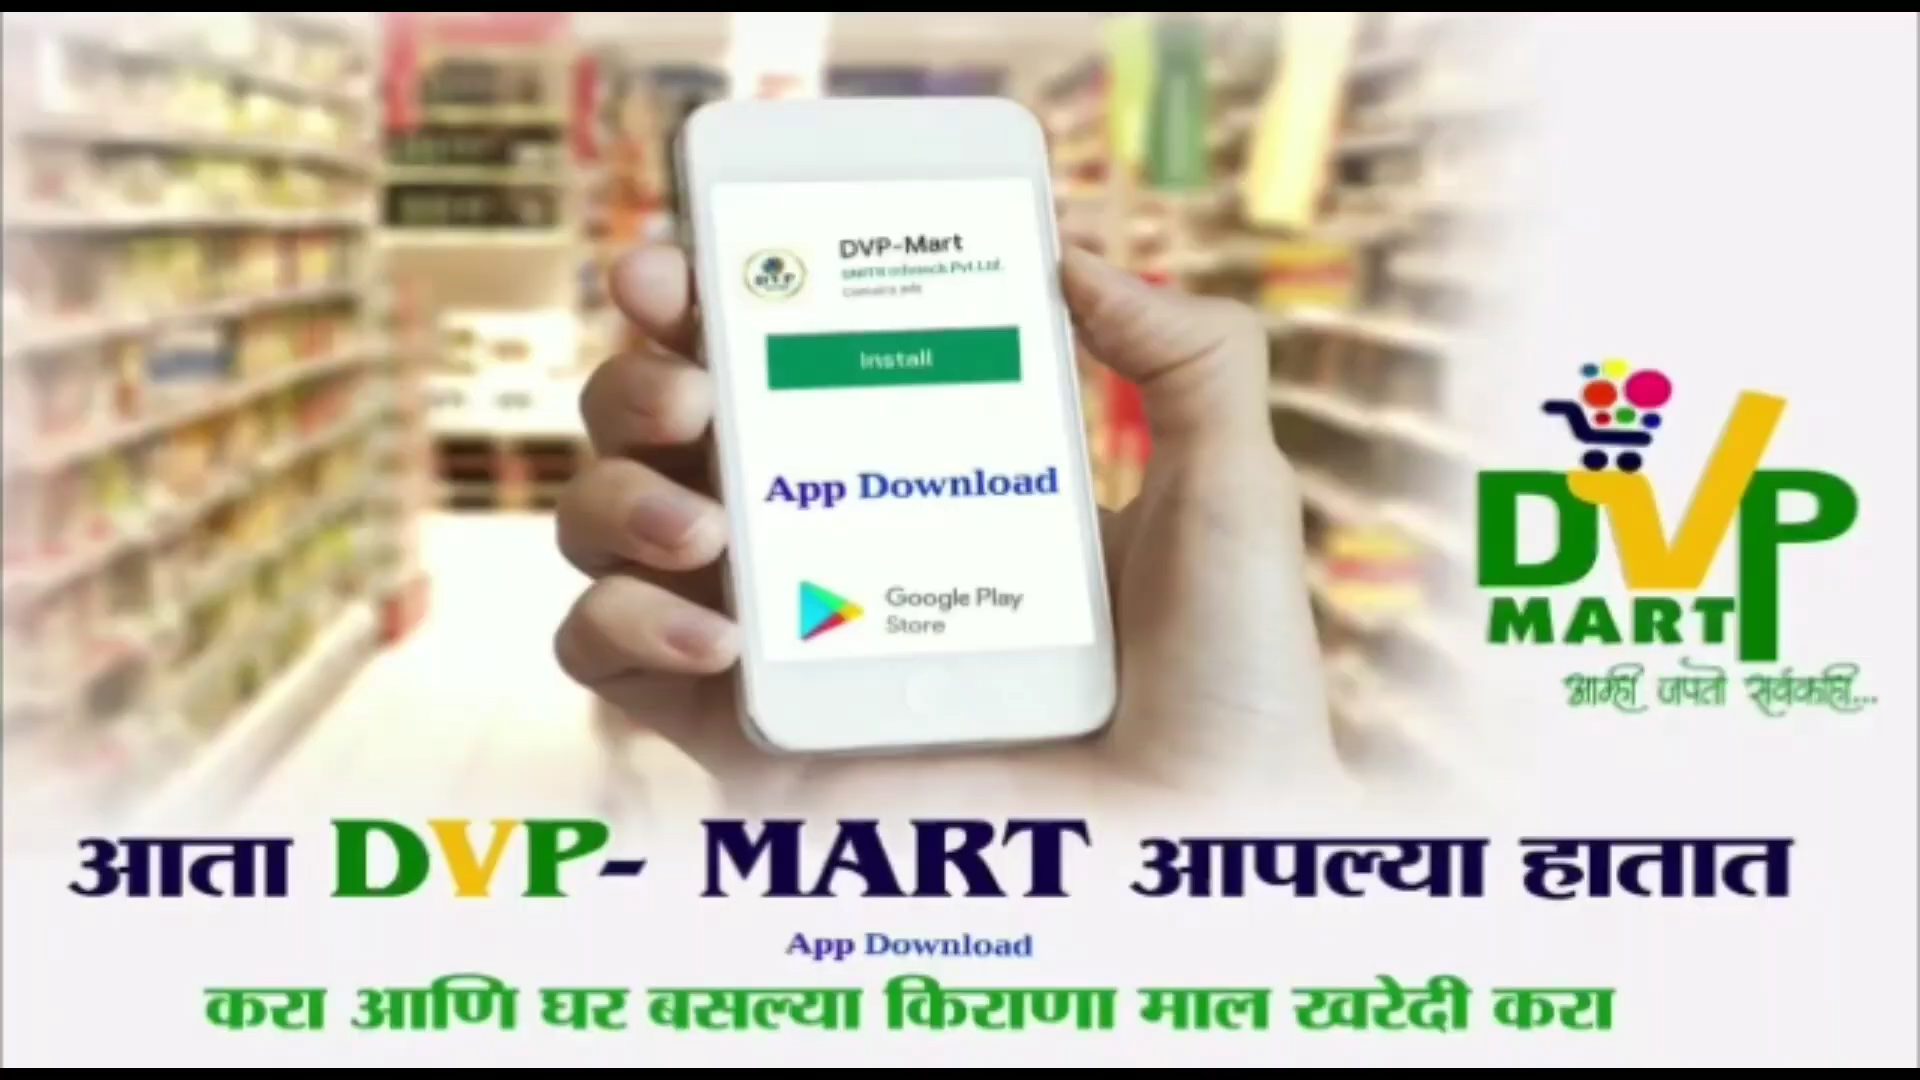 DVP-Mart
Install
App Download
Google Play
Store
DVP
DVP
MART
आम्ही जपतो सर्वकाही...
आता DVP- MART आपल्या हातात
App Download
करा आणि घर बसल्या किराणा माल खरेदी करा